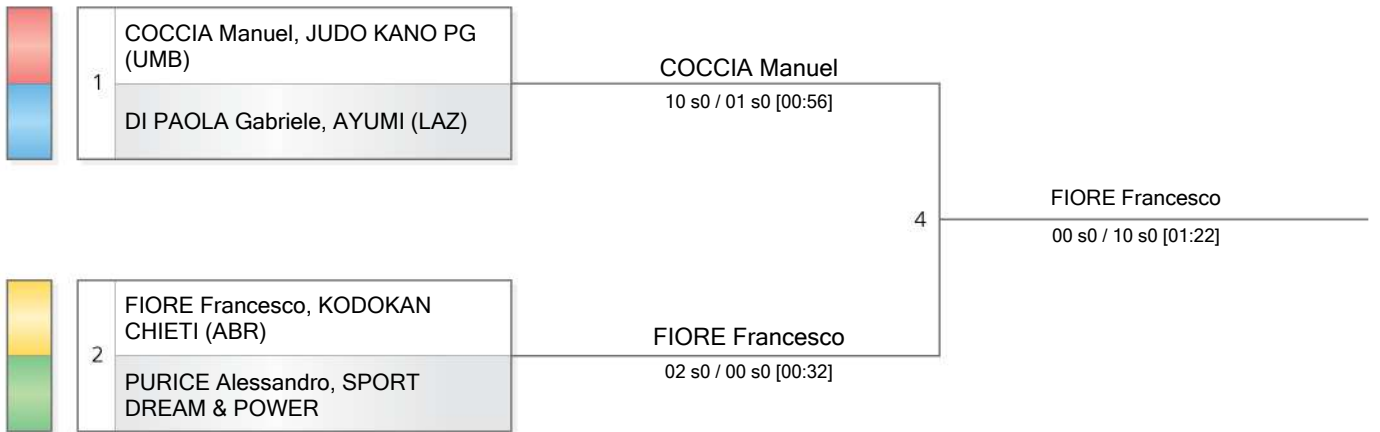 COCCIA Manuel, JUDO KANO PG
(UMB)
1
DI PAOLA Gabriele, AYUMI (LAZ)
COCCIA Manuel
10 s0 / 01 s0 [00:56]
4
FIORE Francesco
00 s0 / 10 s0 [01:22]
FIORE Francesco, KODOKAN
CHIETI (ABR)
2
PURICE Alessandro, SPORT
DREAM & POWER
FIORE Francesco
02 s0 / 00 s0 [00:32]